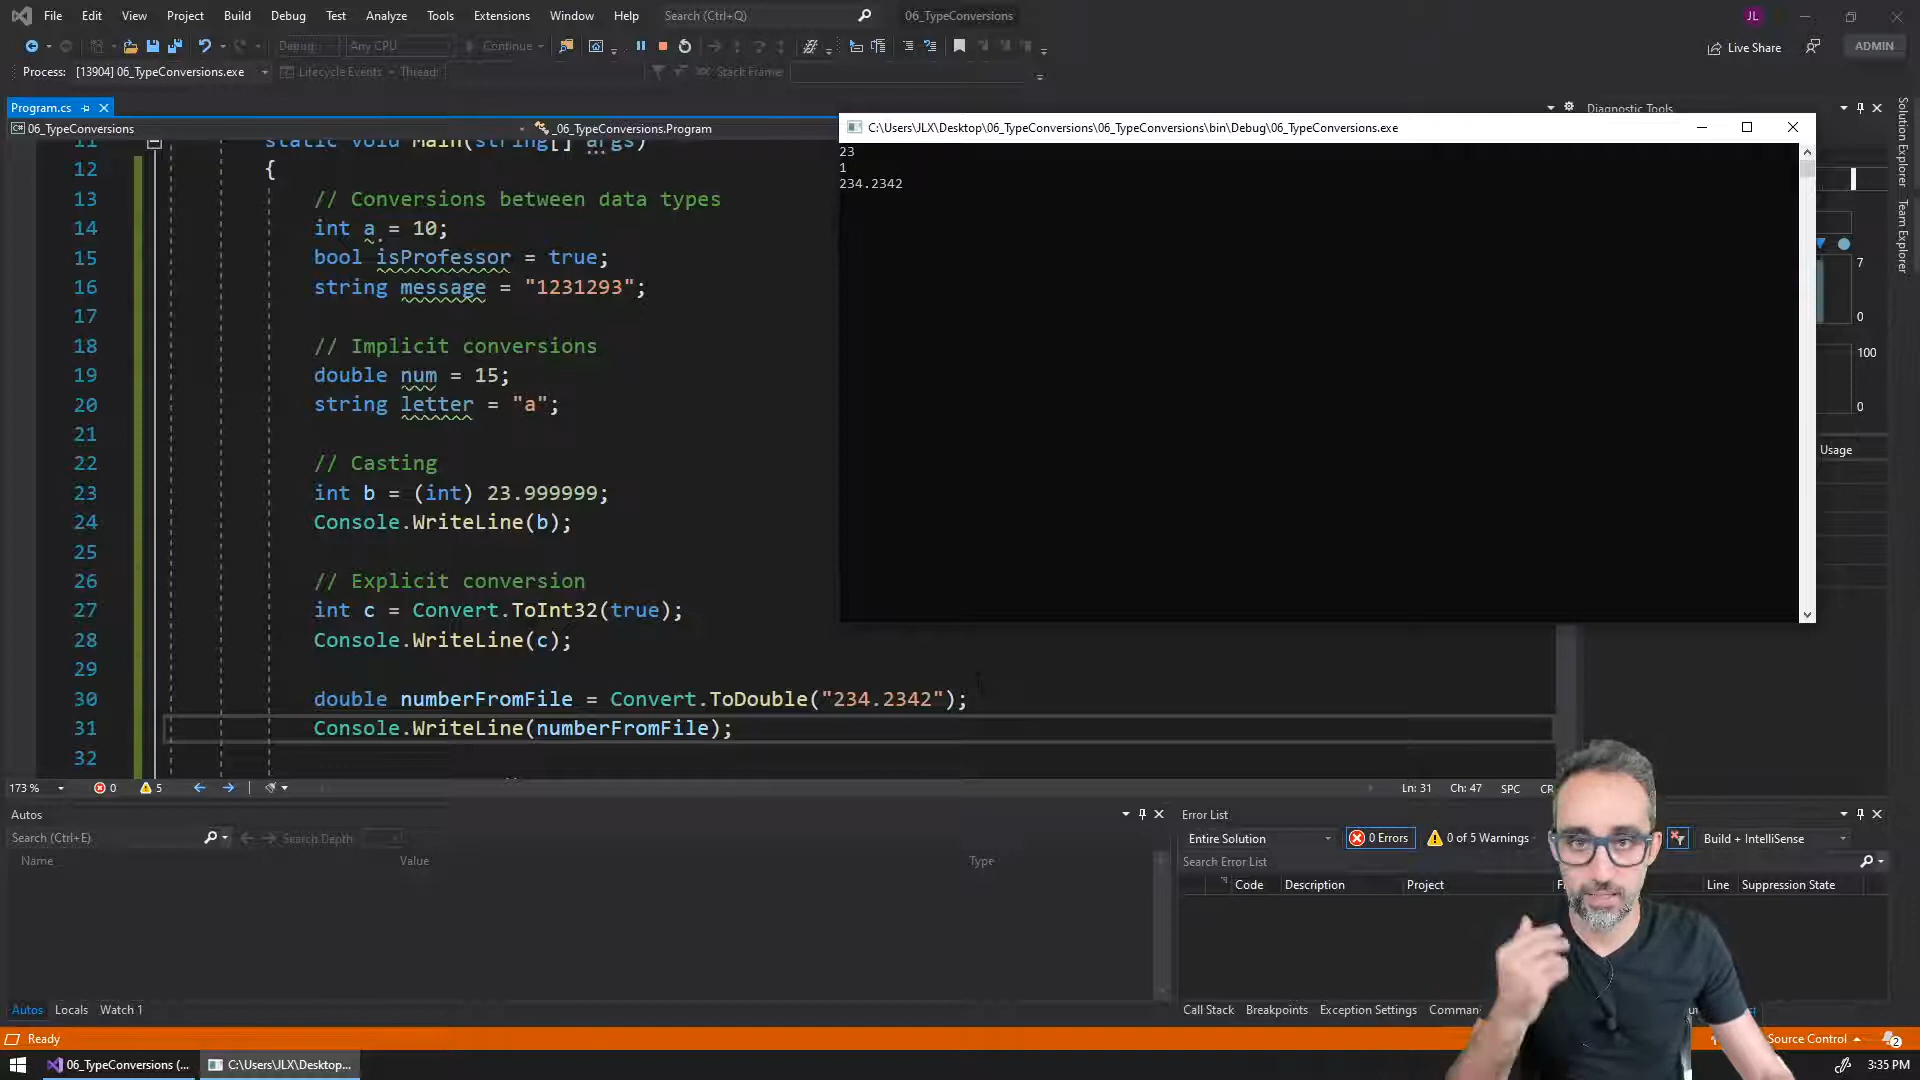 File Edit View Project Build Debug Test Analyze Tools Extensions Window Help Search (Ctrl+Q) 06_TypeConversions JL
Debug Any CPU Continue Live Share ADMIN
Process: [13904] 06_TypeConversions.exe Lifecycle Events Thread: Stack Frame:
Program.cs
Diagnostic Tools
06_TypeConversions _06_TypeConversions.Program
C:\Users\JLX\Desktop\06_TypeConversions\06_TypeConversions\bin\Debug\06_TypeConversions.exe
23
1
234.2342
11 static void Main(string[] args)
12 {
13 // Conversions between data types
14 int a = 10;
15 bool isProfessor = true;
16 string message = "1231293";
17
18 // Implicit conversions
19 double num = 15;
20 string letter = "a";
21
22 // Casting
23 int b = (int) 23.999999;
24 Console.WriteLine(b);
25
26 // Explicit conversion
27 int c = Convert.ToInt32(true);
28 Console.WriteLine(c);
29
30 double numberFromFile = Convert.ToDouble("234.2342");
31 Console.WriteLine(numberFromFile);
32
7
0
100
0
Usage
Solution Explorer
Team Explorer
173 % 0 5 Ln: 31 Ch: 47 SPC
Autos
Search (Ctrl+E) Search Depth:
Name Value Type
Error List
Entire Solution 0 Errors 0 of 5 Warnings Build + IntelliSense
Search Error List
Code Description Project Line Suppression State
Autos Locals Watch 1
Call Stack Breakpoints Exception Settings
Ready Source Control 2
06_TypeConversions (... C:\Users\JLX\Desktop... 3:35 PM